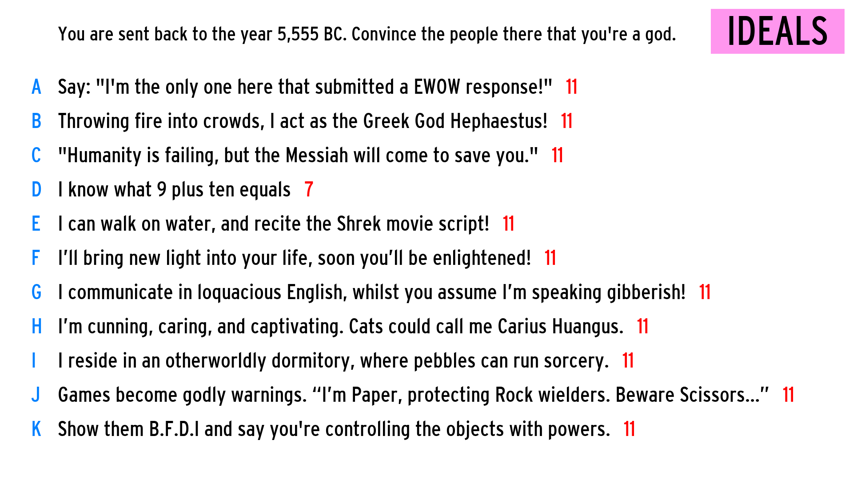 You are sent back to the year 5,555 BC. Convince the people there that you're a god.
IDEALS
A Say: "I'm the only one here that submitted a EWOW response!" 11
B Throwing fire into crowds, I act as the Greek God Hephaestus! 11
C "Humanity is failing, but the Messiah will come to save you." 11
D I know what 9 plus ten equals 7
E I can walk on water, and recite the Shrek movie script! 11
F I’ll bring new light into your life, soon you’ll be enlightened! 11
G I communicate in loquacious English, whilst you assume I’m speaking gibberish! 11
H I’m cunning, caring, and captivating. Cats could call me Carius Huangus. 11
I I reside in an otherworldly dormitory, where pebbles can run sorcery. 11
J Games become godly warnings. “I’m Paper, protecting Rock wielders. Beware Scissors...” 11
K Show them B.F.D.I and say you're controlling the objects with powers. 11